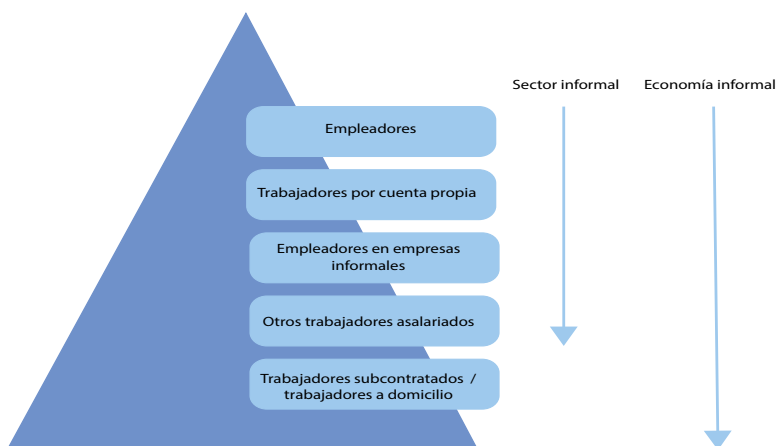 Sector informal
Economía informal
Empleadores
Trabajadores por cuenta propia
Empleadores en empresas
informales
Otros trabajadores asalariados
Trabajadores subcontratados /
trabajadores a domicilio